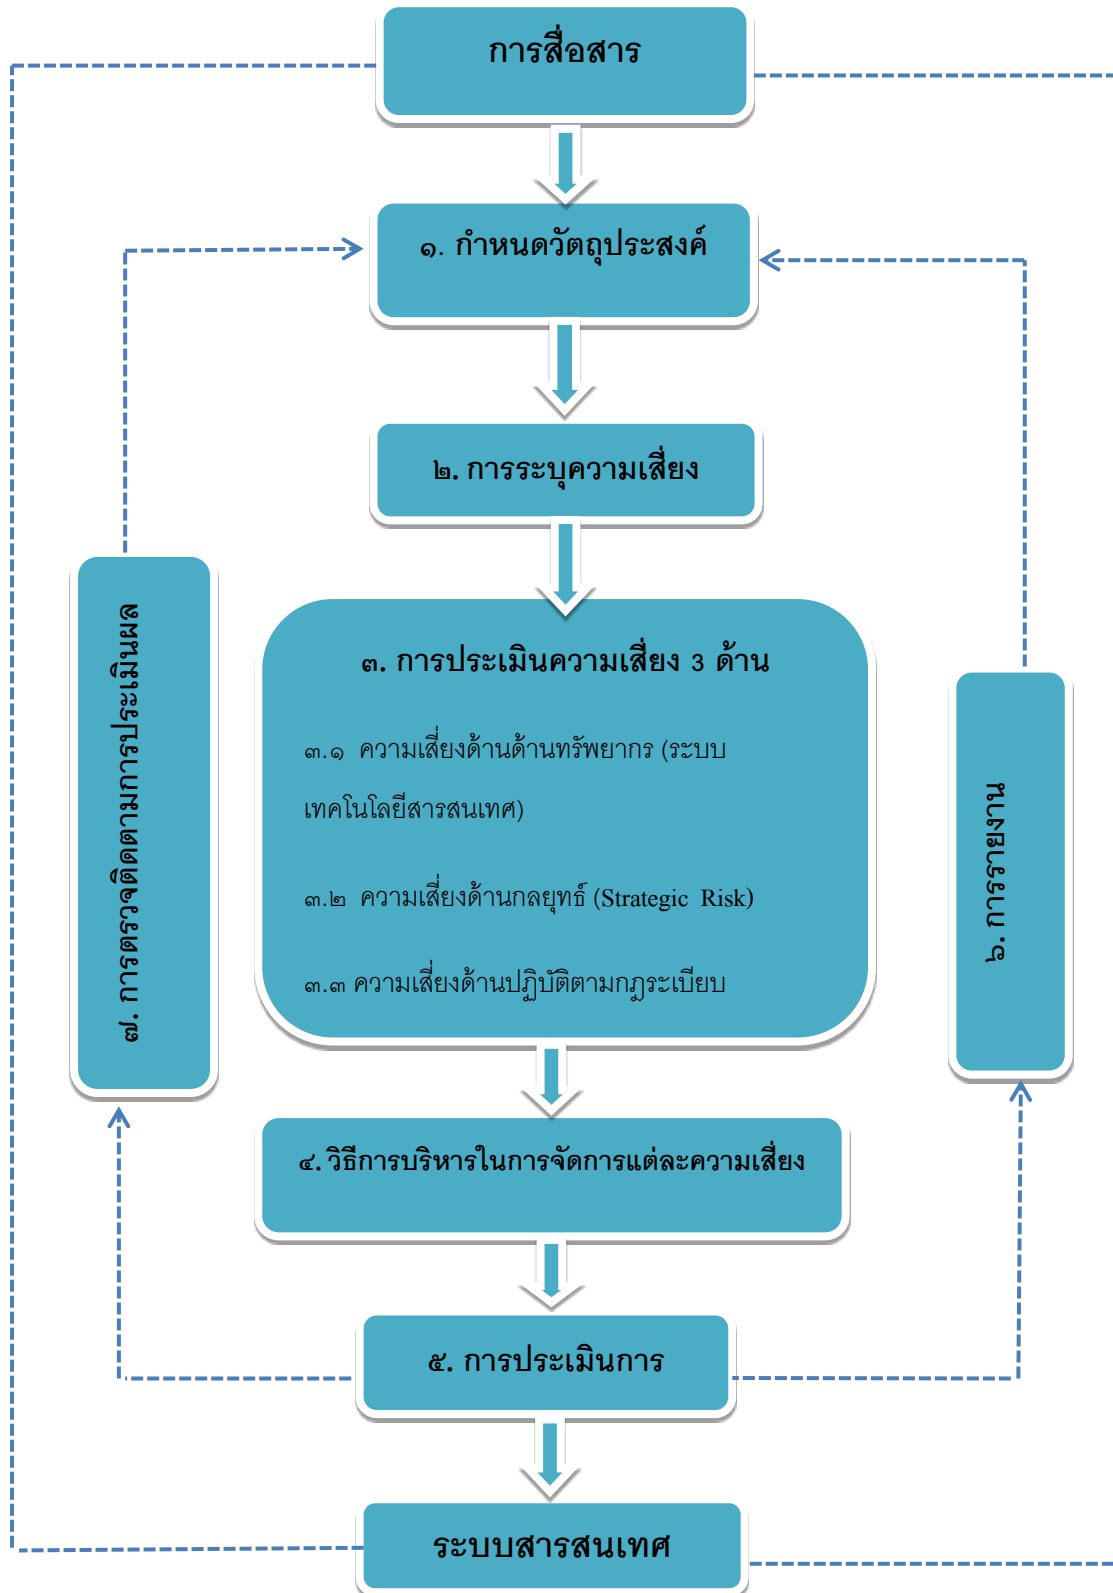 การสื่อสาร
๑. กำหนดวัตถุประสงค์
๒. การระบุความเสี่ยง
๓. การประเมินความเสี่ยง 3 ด้าน
๓.๑ ความเสี่ยงด้านด้านทรัพยากร (ระบบ
เทคโนโลยีสารสนเทศ)
๓.๒ ความเสี่ยงด้านกลยุทธ์ (Strategic Risk)
๓.๓ ความเสี่ยงด้านปฏิบัติตามกฎระเบียบ
๗. การตรวจติดตามการประเมินผล
๖. การรายงาน
๔. วิธีการบริหารในการจัดการแต่ละความเสี่ยง
๕. การประเมินการ
ระบบสารสนเทศ